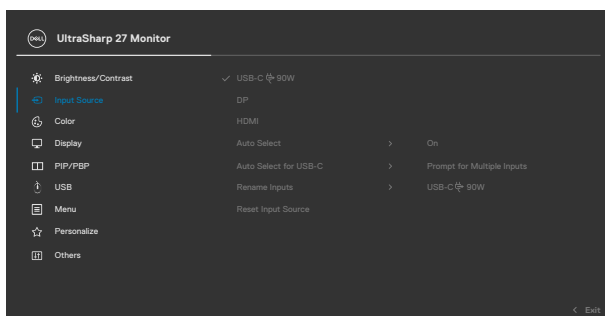 DELL UltraSharp 27 Monitor
Brightness/Contrast USB-C 90W
Input Source DP
Color HDMI
Display Auto Select > On
PIP/PBP Auto Select for USB-C > Prompt for Multiple Inputs
USB Rename Inputs > USB-C 90W
Menu Reset Input Source
Personalize
Others
< Exit